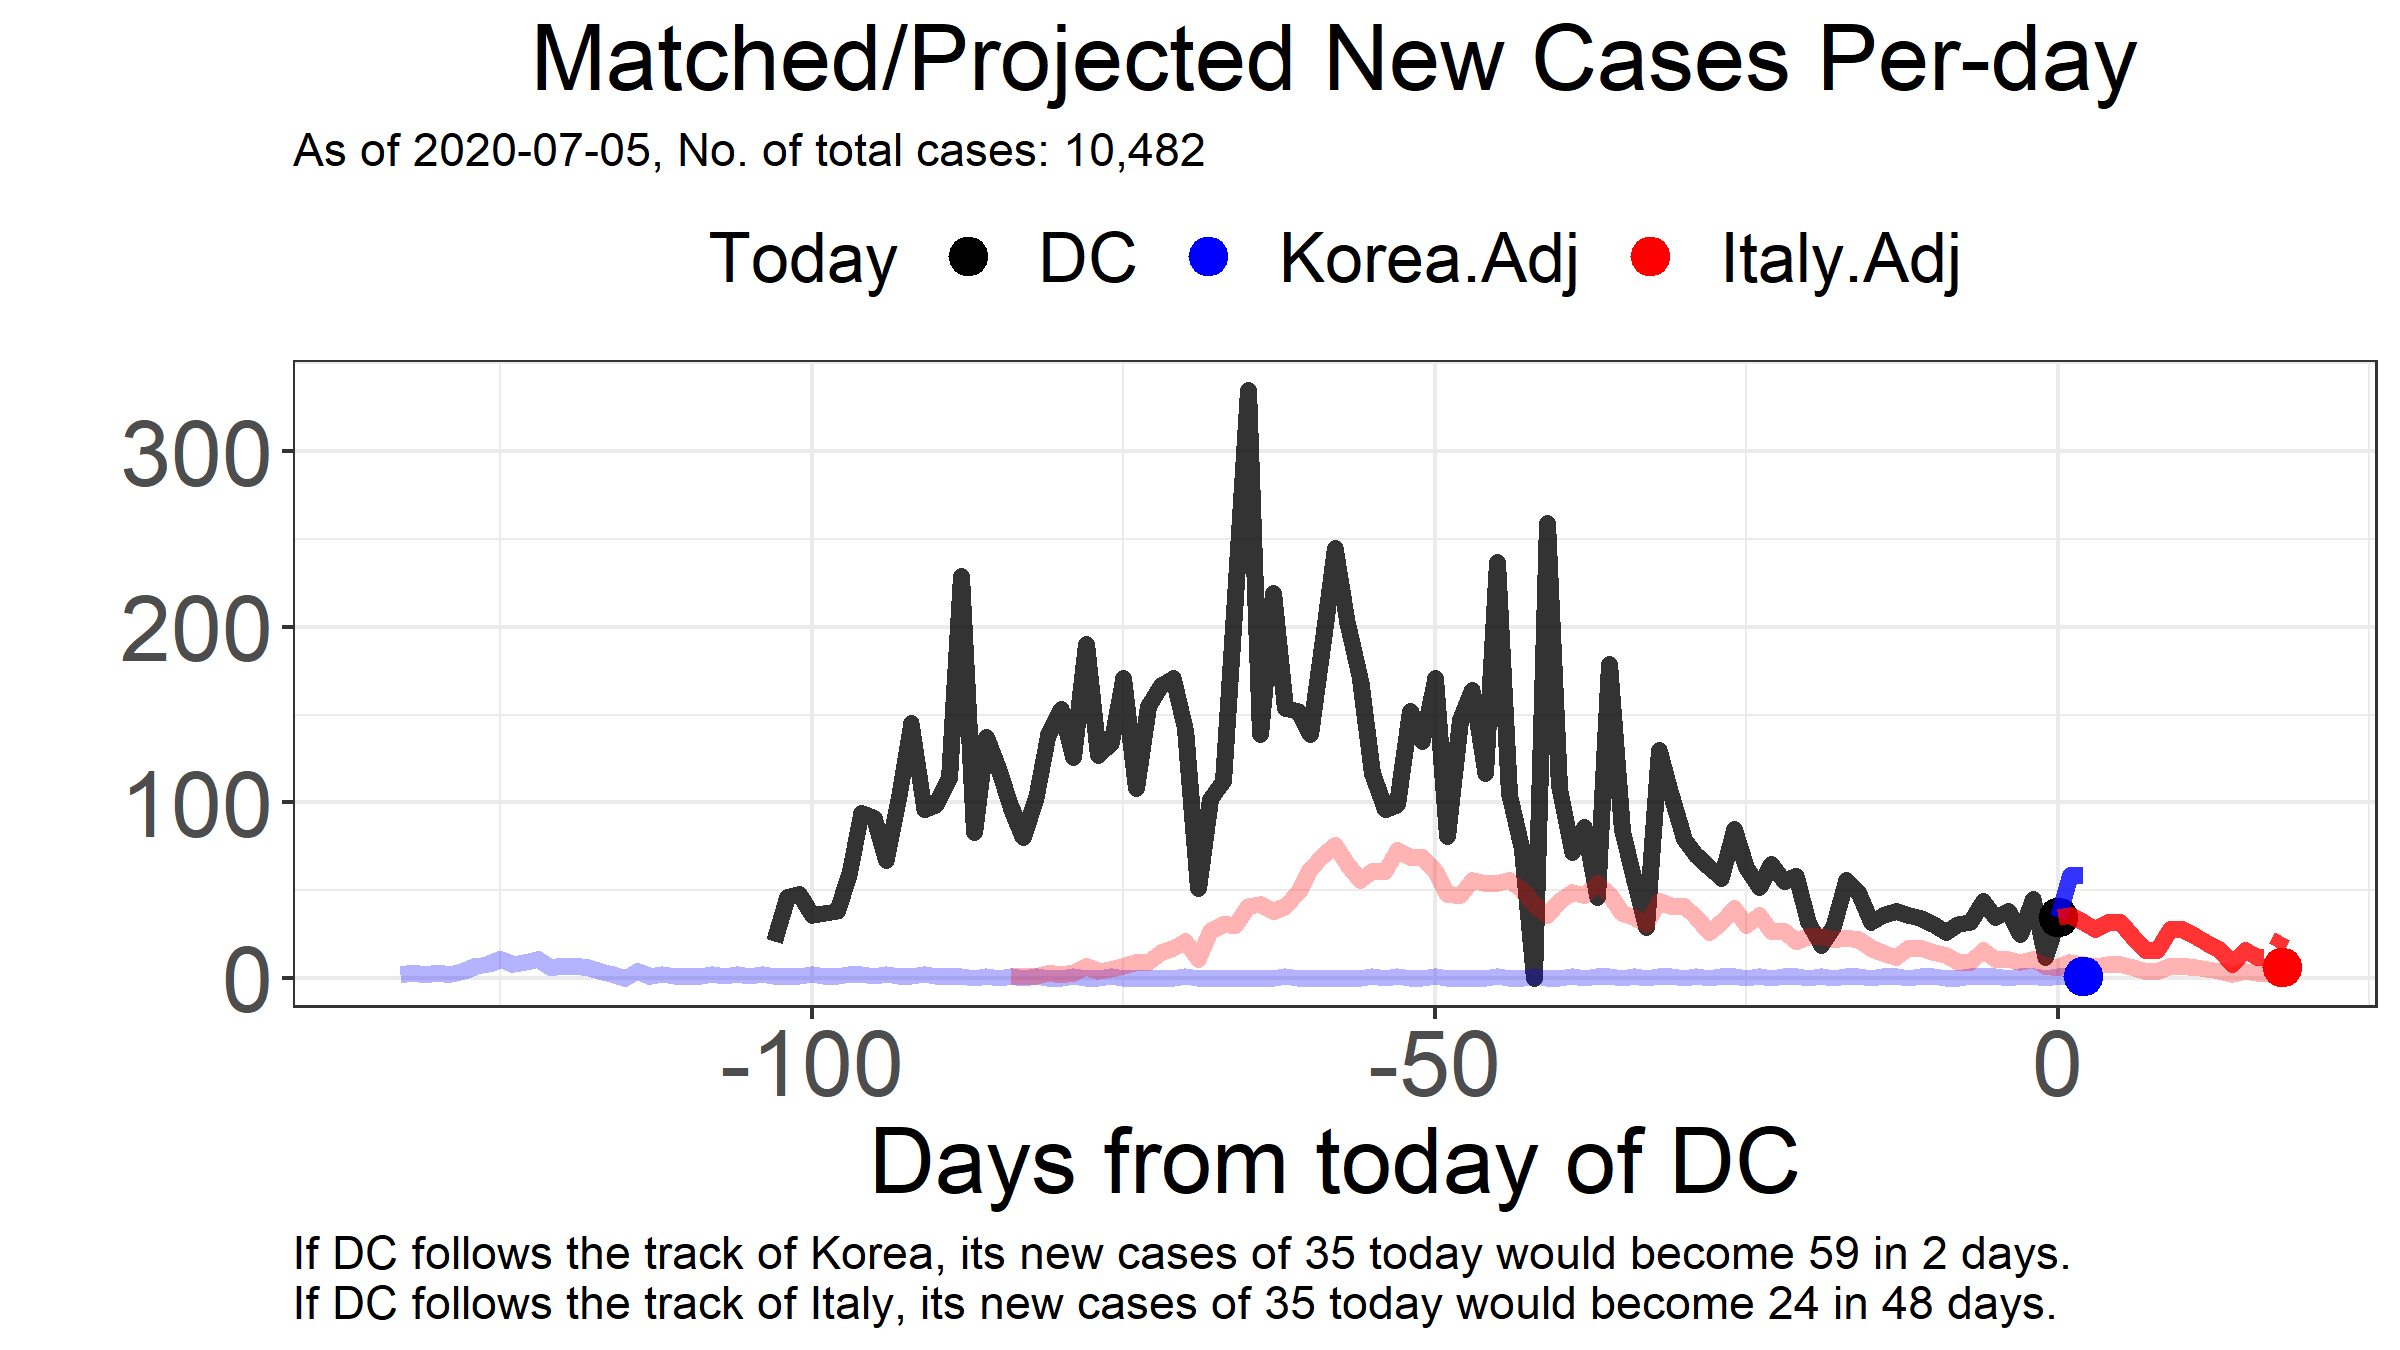 Matched/Projected New Cases Per-day
As of 2020-07-05, No. of total cases: 10,482
Today DC Korea.Adj Italy.Adj
300
200
100
0
-100 -50 0
Days from today of DC
If DC follows the track of Korea, its new cases of 35 today would become 59 in 2 days.
If DC follows the track of Italy, its new cases of 35 today would become 24 in 48 days.